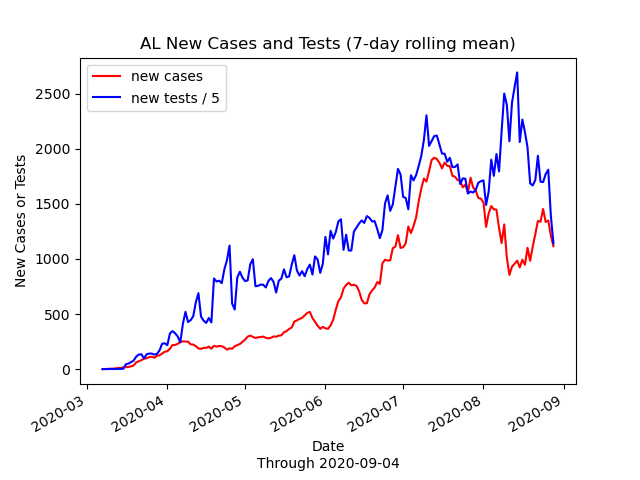 AL New Cases and Tests (7-day rolling mean)
new cases
new tests / 5
New Cases or Tests
2500
2000
1500
1000
500
0
2020-03
2020-04
2020-05
2020-06
2020-07
2020-08
2020-09
Date
Through 2020-09-04